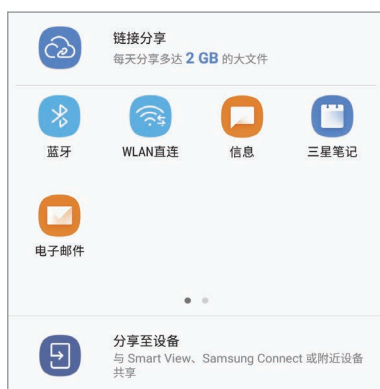 链接分享
每天分享多达 2 GB 的大文件
蓝牙
WLAN直连
信息
三星笔记
电子邮件
分享至设备
与 Smart View、Samsung Connect 或附近设备
共享